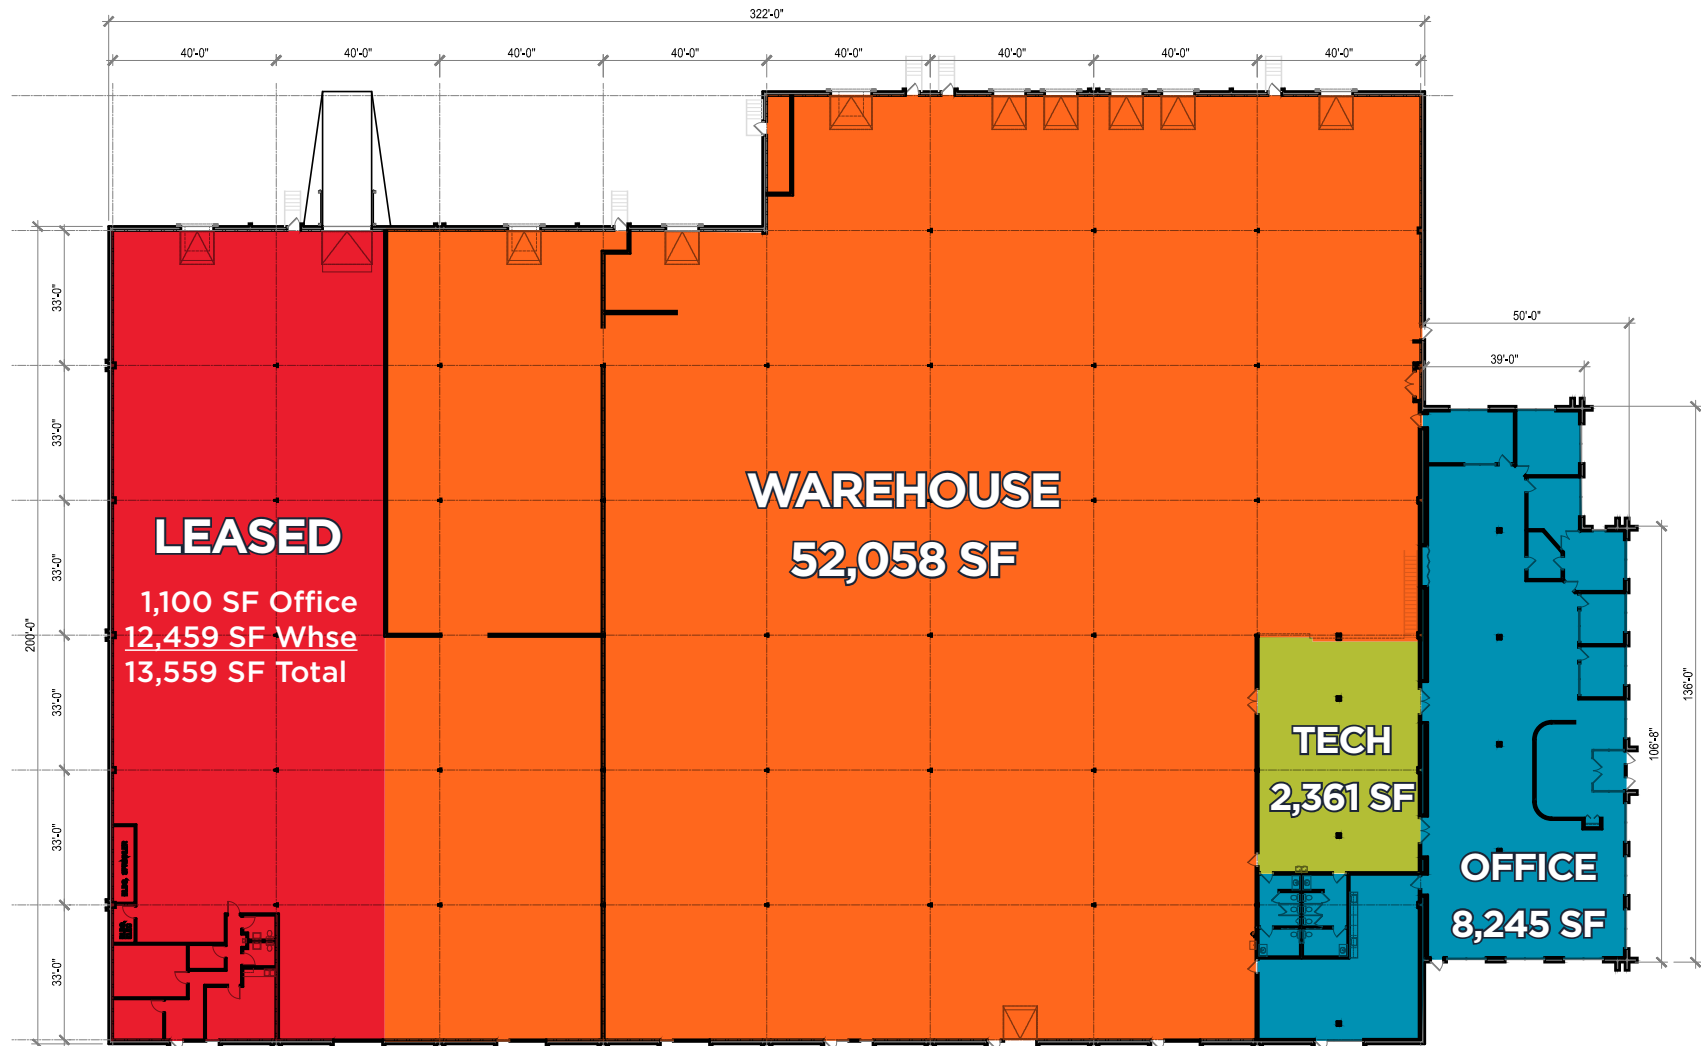 322'-0"
40'-0"
40'-0"
40'-0"
40'-0"
40'-0"
40'-0"
40'-0"
40'-0"
33'-0"
33'-0"
33'-0"
33'-0"
33'-0"
33'-0"
200'-0"
50'-0"
39'-0"
136'-0"
106'-8"
LEASED
1,100 SF Office
12,459 SF Whse
13,559 SF Total
WAREHOUSE
52,058 SF
TECH
2,361 SF
OFFICE
8,245 SF